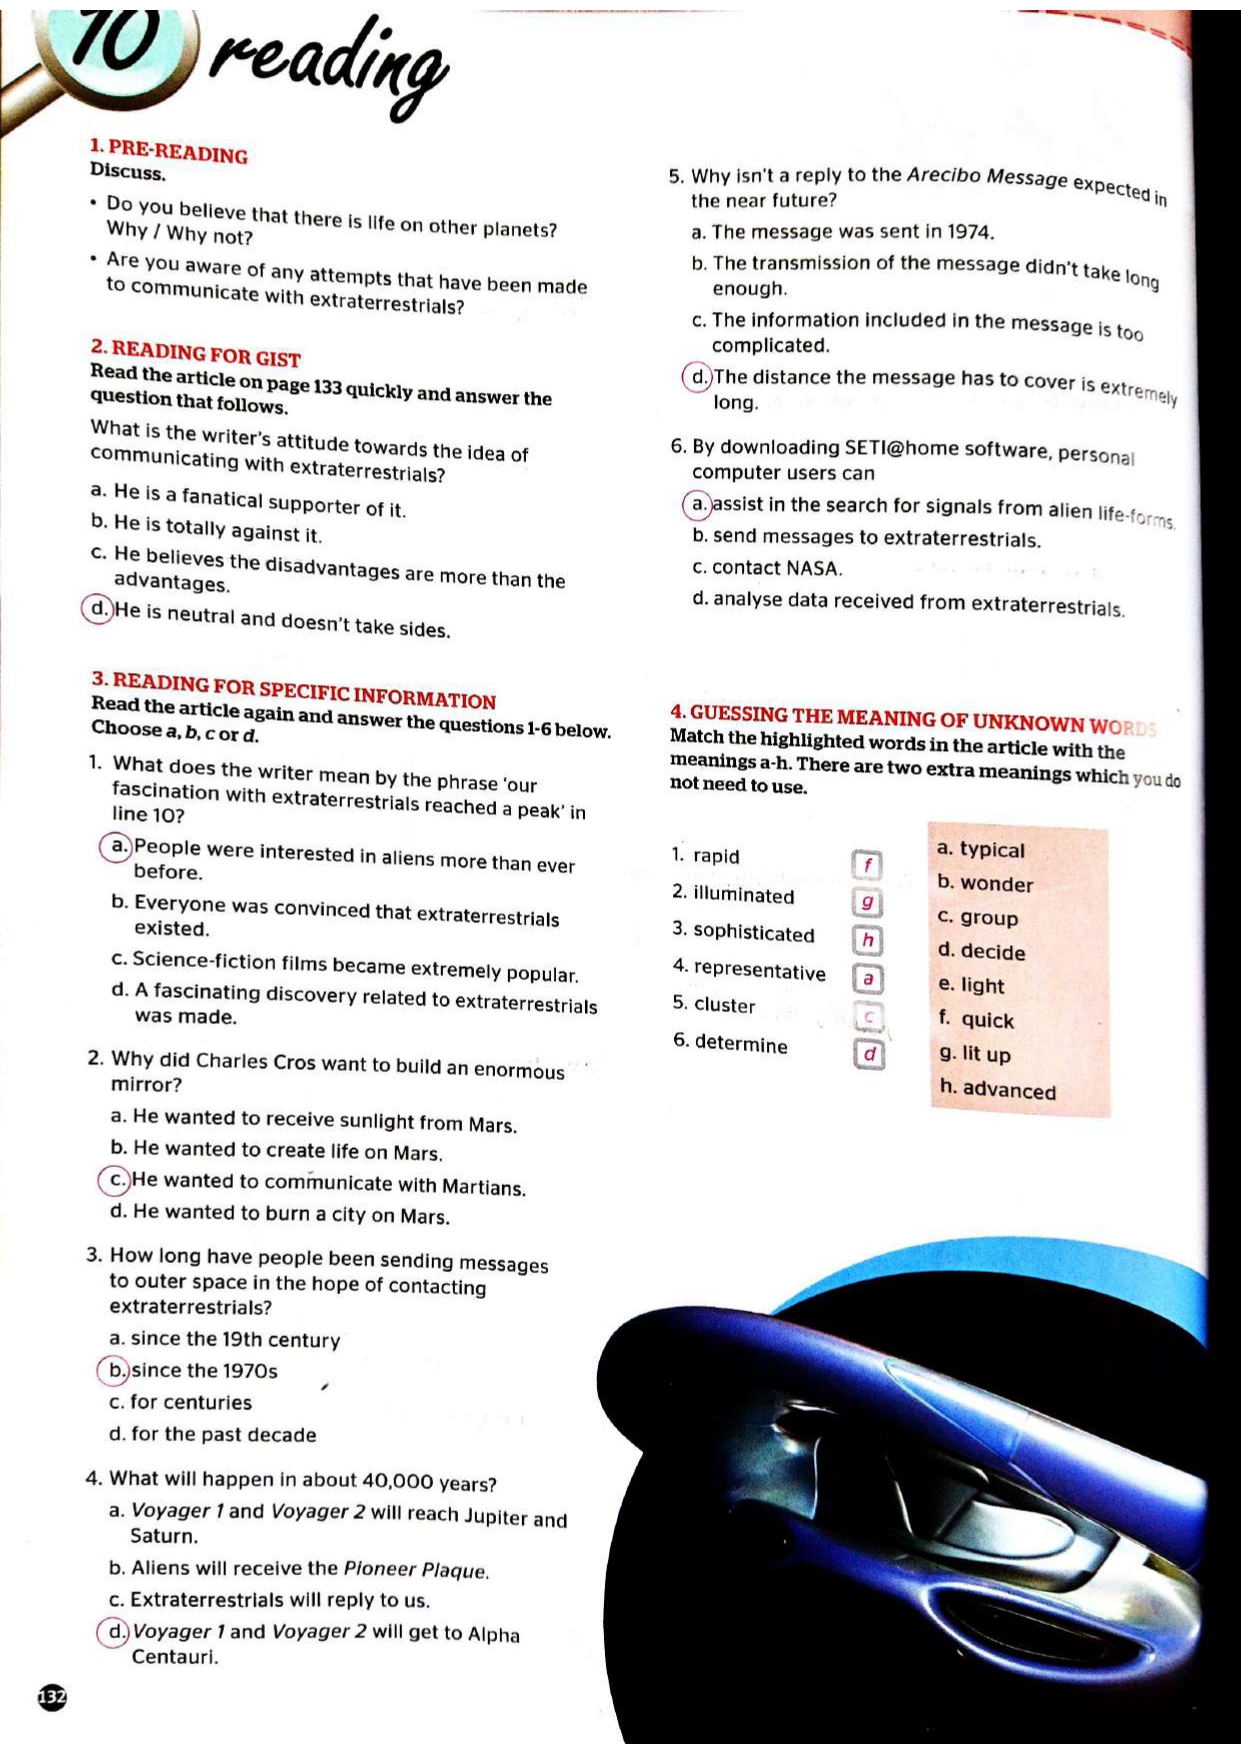 10 reading
1. PRE-READING
Discuss.
• Do you believe that there is life on other planets?
Why / Why not?
• Are you aware of any attempts that have been made
to communicate with extraterrestrials?
2. READING FOR GIST
Read the article on page 133 quickly and answer the
question that follows.
What is the writer's attitude towards the idea of
communicating with extraterrestrials?
a. He is a fanatical supporter of it.
b. He is totally against it.
c. He believes the disadvantages are more than the
advantages.
d. He is neutral and doesn't take sides.
3. READING FOR SPECIFIC INFORMATION
Read the article again and answer the questions 1-6 below.
Choose a, b, c or d.
1. What does the writer mean by the phrase 'our
fascination with extraterrestrials reached a peak' in
line 10?
a. People were interested in aliens more than ever
before.
b. Everyone was convinced that extraterrestrials
existed.
c. Science-fiction films became extremely popular.
d. A fascinating discovery related to extraterrestrials
was made.
2. Why did Charles Cros want to build an enormous
mirror?
a. He wanted to receive sunlight from Mars.
b. He wanted to create life on Mars.
c. He wanted to communicate with Martians.
d. He wanted to burn a city on Mars.
3. How long have people been sending messages
to outer space in the hope of contacting
extraterrestrials?
a. since the 19th century
b. since the 1970s
c. for centuries
d. for the past decade
4. What will happen in about 40,000 years?
a. Voyager 1 and Voyager 2 will reach Jupiter and
Saturn.
b. Aliens will receive the Pioneer Plaque.
c. Extraterrestrials will reply to us.
d. Voyager 1 and Voyager 2 will get to Alpha
Centauri.
132
5. Why isn't a reply to the Arecibo Message expected in
the near future?
a. The message was sent in 1974.
b. The transmission of the message didn't take long
enough.
c. The information included in the message is too
complicated.
d. The distance the message has to cover is extremely
long.
6. By downloading SETI@home software, personal
computer users can
a. assist in the search for signals from alien life-forms.
b. send messages to extraterrestrials.
c. contact NASA.
d. analyse data received from extraterrestrials.
4. GUESSING THE MEANING OF UNKNOWN WORDS
Match the highlighted words in the article with the
meanings a-h. There are two extra meanings which you do
not need to use.
1. rapid f
2. illuminated g
3. sophisticated h
4. representative a
5. cluster c
6. determine d
a. typical
b. wonder
c. group
d. decide
e. light
f. quick
g. lit up
h. advanced